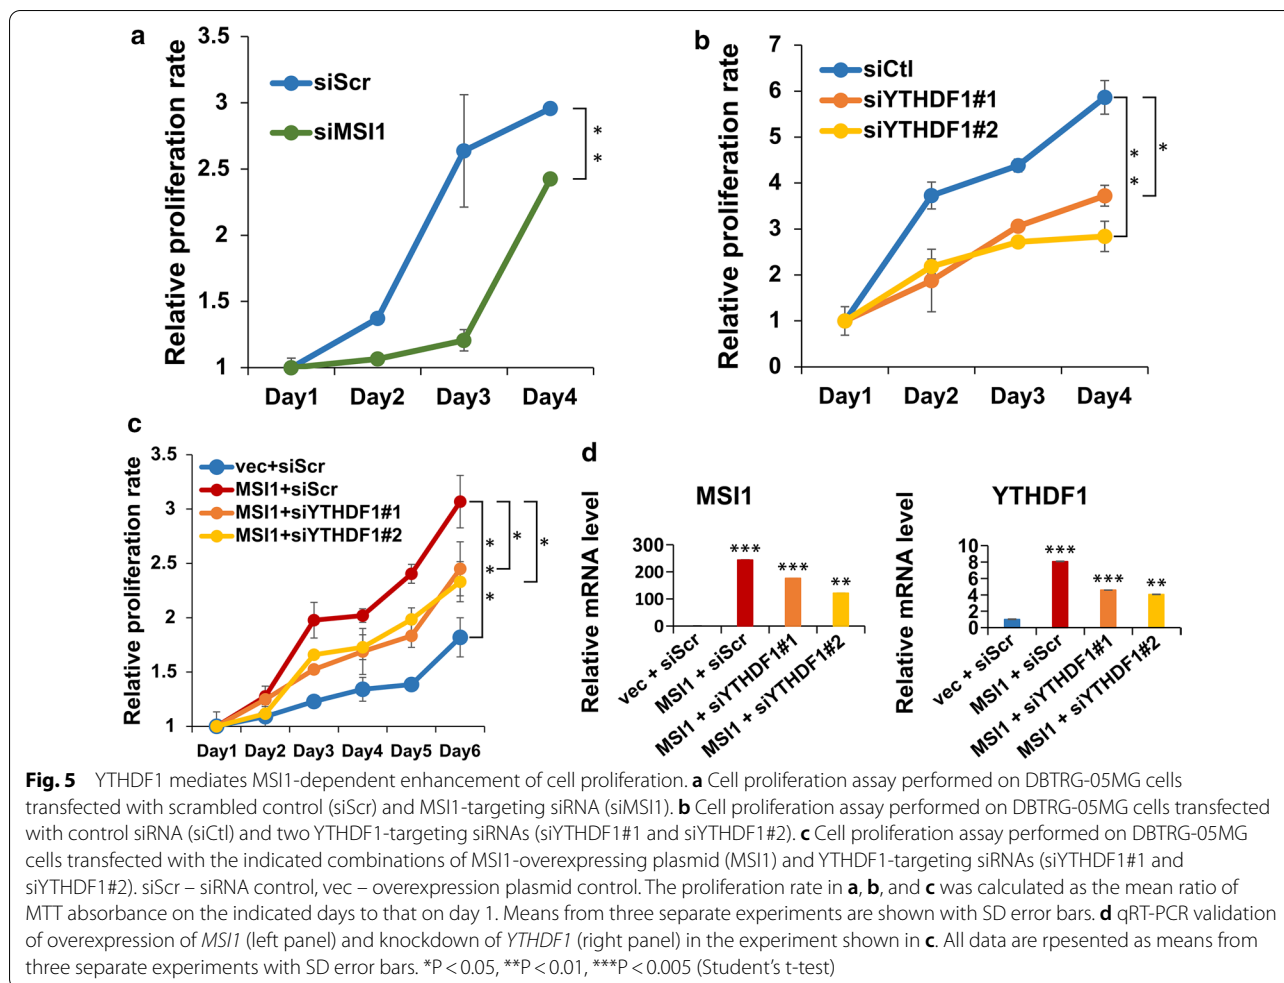 a
Relative proliferation rate
3.5
3
2.5
2
1.5
1
siScr
siMSI1
*
*
Day1 Day2 Day3 Day4
b
Relative proliferation rate
7
6
5
4
3
2
1
0
siCtl
siYTHDF1#1
siYTHDF1#2
*
*
*
Day1 Day2 Day3 Day4
c
Relative proliferation rate
3.5
3
2.5
2
1.5
1
vec+siScr
MSI1+siScr
MSI1+siYTHDF1#1
MSI1+siYTHDF1#2
*
*
*
*
*
Day1 Day2 Day3 Day4 Day5 Day6
d
MSI1
Relative mRNA level
300
200
100
0
***
***
**
vec + siScr
MSI1 + siScr
MSI1 + siYTHDF1#1
MSI1 + siYTHDF1#2
YTHDF1
Relative mRNA level
10
8
6
4
2
0
***
***
**
vec + siScr
MSI1 + siScr
MSI1 + siYTHDF1#1
MSI1 + siYTHDF1#2
Fig. 5 YTHDF1 mediates MSI1-dependent enhancement of cell proliferation. a Cell proliferation assay performed on DBTRG-05MG cells
transfected with scrambled control (siScr) and MSI1-targeting siRNA (siMSI1). b Cell proliferation assay performed on DBTRG-05MG cells transfected
with control siRNA (siCtl) and two YTHDF1-targeting siRNAs (siYTHDF1#1 and siYTHDF1#2). c Cell proliferation assay performed on DBTRG-05MG
cells transfected with the indicated combinations of MSI1-overexpressing plasmid (MSI1) and YTHDF1-targeting siRNAs (siYTHDF1#1 and
siYTHDF1#2). siScr – siRNA control, vec – overexpression plasmid control. The proliferation rate in a, b, and c was calculated as the mean ratio of
MTT absorbance on the indicated days to that on day 1. Means from three separate experiments are shown with SD error bars. d qRT-PCR validation
of overexpression of MSI1 (left panel) and knockdown of YTHDF1 (right panel) in the experiment shown in c. All data are rpesented as means from
three separate experiments with SD error bars. *P < 0.05, **P < 0.01, ***P < 0.005 (Student's t-test)